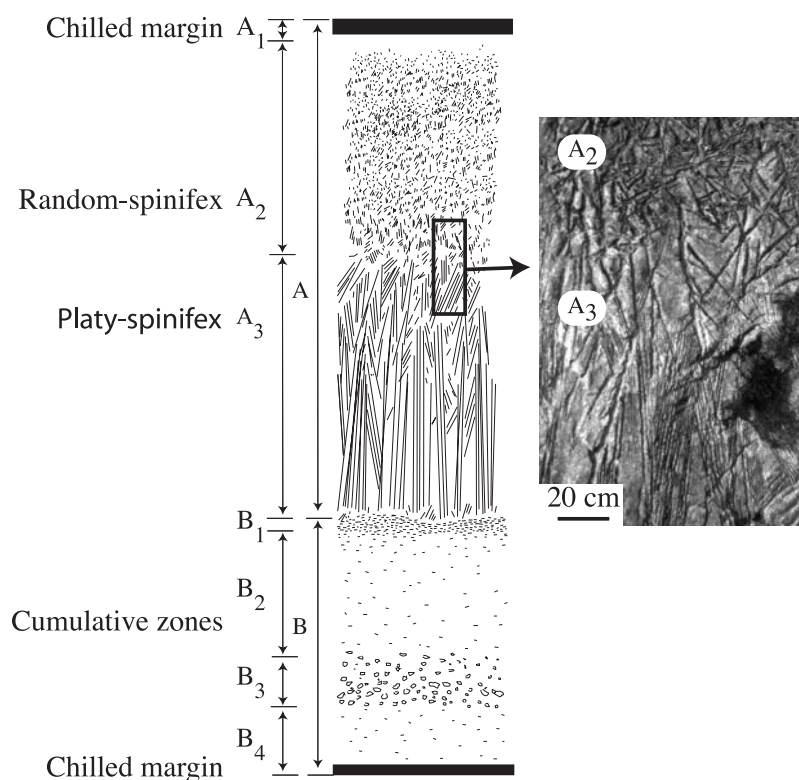 Chilled margin A1
Random-spinifex A2
A
Platy-spinifex A3
B1
B2
Cumulative zones
B
B3
B4
Chilled margin
A2
A3
20 cm